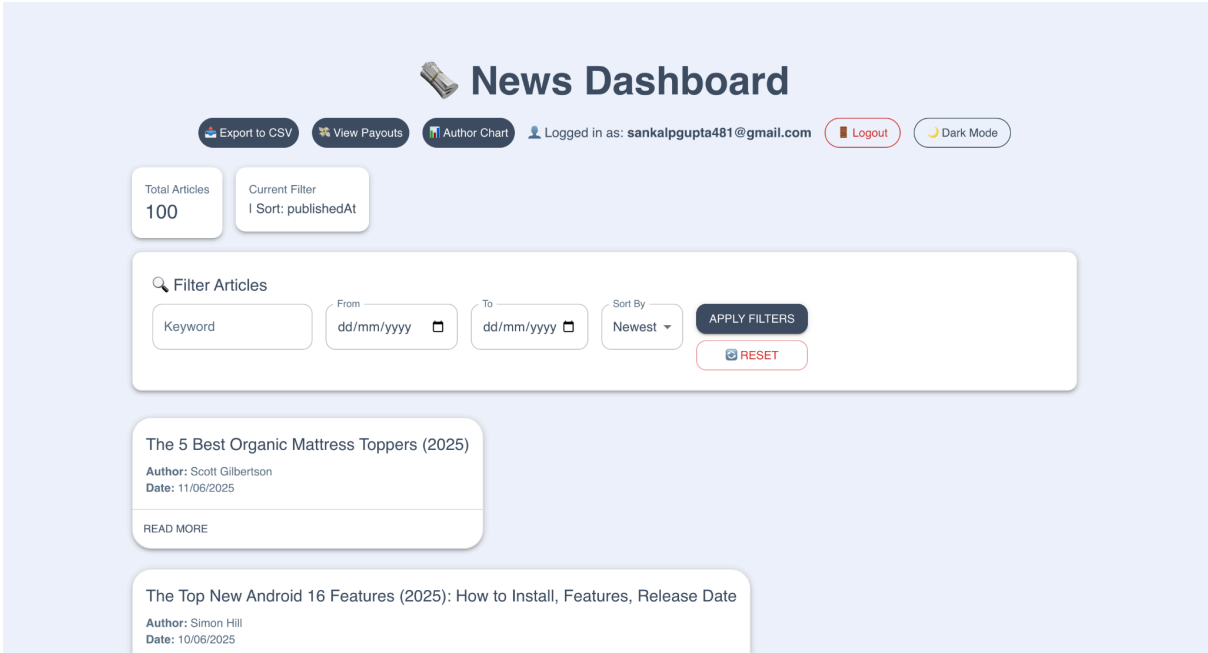 News Dashboard
Export to CSV View Payouts Author Chart Logged in as: sankalpgupta481@gmail.com Logout Dark Mode
Total Articles
100
Current Filter
| Sort: publishedAt
Filter Articles
From To Sort By
Keyword dd/mm/yyyy dd/mm/yyyy Newest APPLY FILTERS
RESET
The 5 Best Organic Mattress Toppers (2025)
Author: Scott Gilbertson
Date: 11/06/2025
READ MORE
The Top New Android 16 Features (2025): How to Install, Features, Release Date
Author: Simon Hill
Date: 10/06/2025